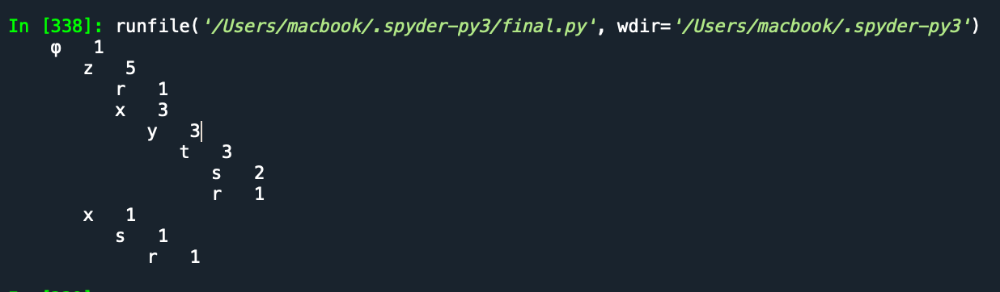 In [338]: runfile('/Users/macbook/.spyder-py3/final.py', wdir='/Users/macbook/.spyder-py3')
φ 1
z 5
r 1
x 3
y 3
t 3
s 2
r 1
x 1
s 1
r 1